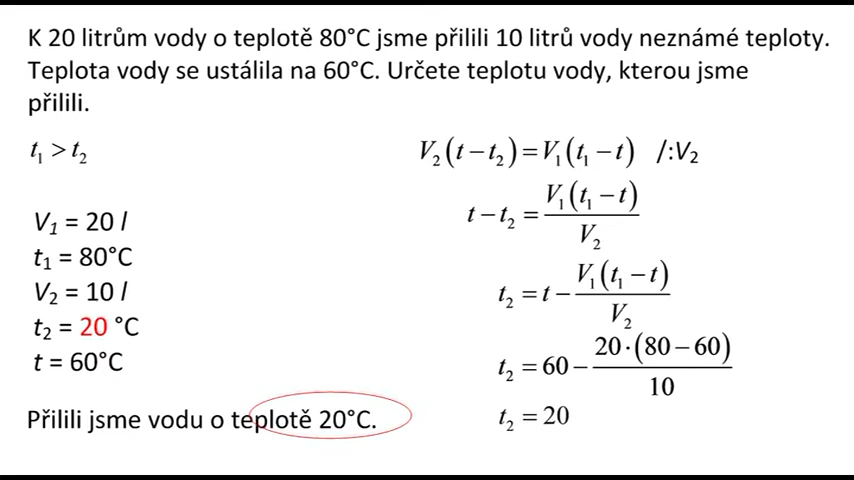 K 20 litrům vody o teplotě 80°C jsme přilili 10 litrů vody neznámé teploty.
Teplota vody se ustálila na 60°C. Určete teplotu vody, kterou jsme
přilili.
t₁ > t₂
V₁ = 20 l
t₁ = 80°C
V₂ = 10 l
t₂ = 20 °C
t = 60°C
Přilili jsme vodu o teplotě 20°C.
V₂(t − t₂) = V₁(t₁ − t) /:V₂
t − t₂ = V₁(t₁ − t) / V₂
t₂ = t − V₁(t₁ − t) / V₂
t₂ = 60 − 20·(80 − 60) / 10
t₂ = 20